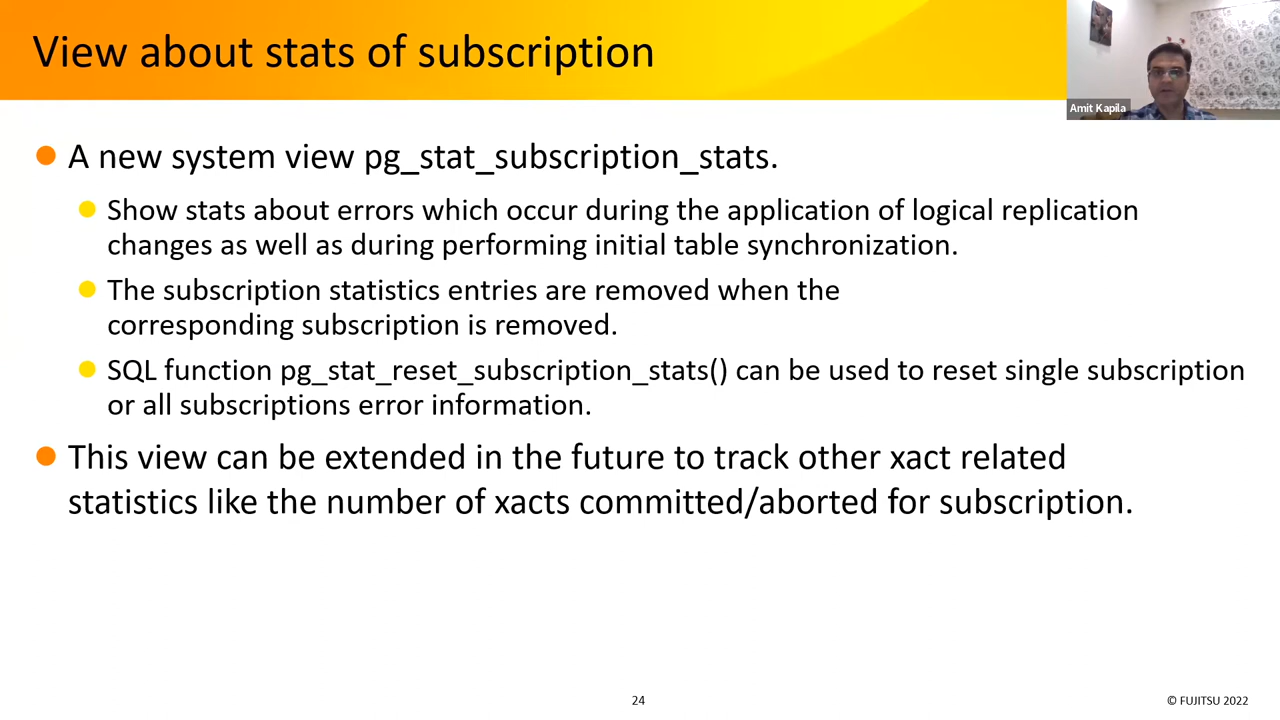 View about stats of subscription
Amit Kapila
A new system view pg_stat_subscription_stats.
Show stats about errors which occur during the application of logical replication
changes as well as during performing initial table synchronization.
The subscription statistics entries are removed when the
corresponding subscription is removed.
SQL function pg_stat_reset_subscription_stats() can be used to reset single subscription
or all subscriptions error information.
This view can be extended in the future to track other xact related
statistics like the number of xacts committed/aborted for subscription.
24
© FUJITSU 2022